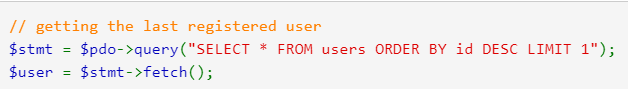 // getting the last registered user
$stmt = $pdo->query("SELECT * FROM users ORDER BY id DESC LIMIT 1");
$user = $stmt->fetch();